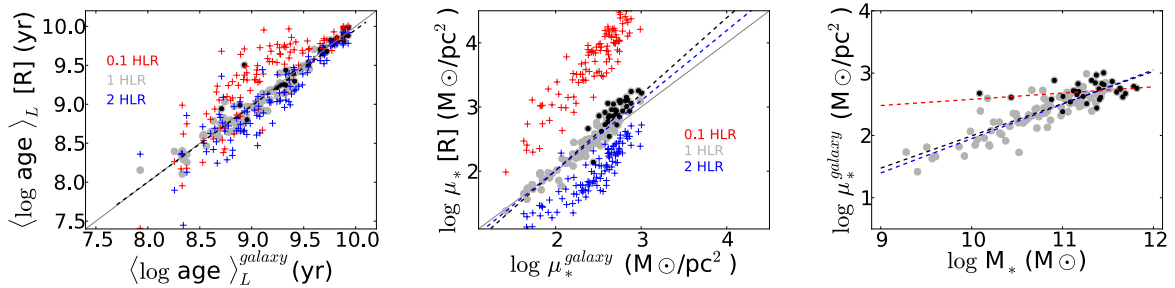 ⟨log age⟩_L [R] (yr)
10.0
9.5
9.0
8.5
8.0
7.5
0.1 HLR
1 HLR
2 HLR
7.5 8.0 8.5 9.0 9.5 10.0
⟨log age⟩_L^galaxy (yr)
log μ_* [R] (M⊙/pc²)
4
3
2
0.1 HLR
1 HLR
2 HLR
2 3 4
log μ_*^galaxy (M⊙/pc²)
log μ_*^galaxy (M⊙/pc²)
4
3
2
1
9 10 11 12
log M_* (M⊙)